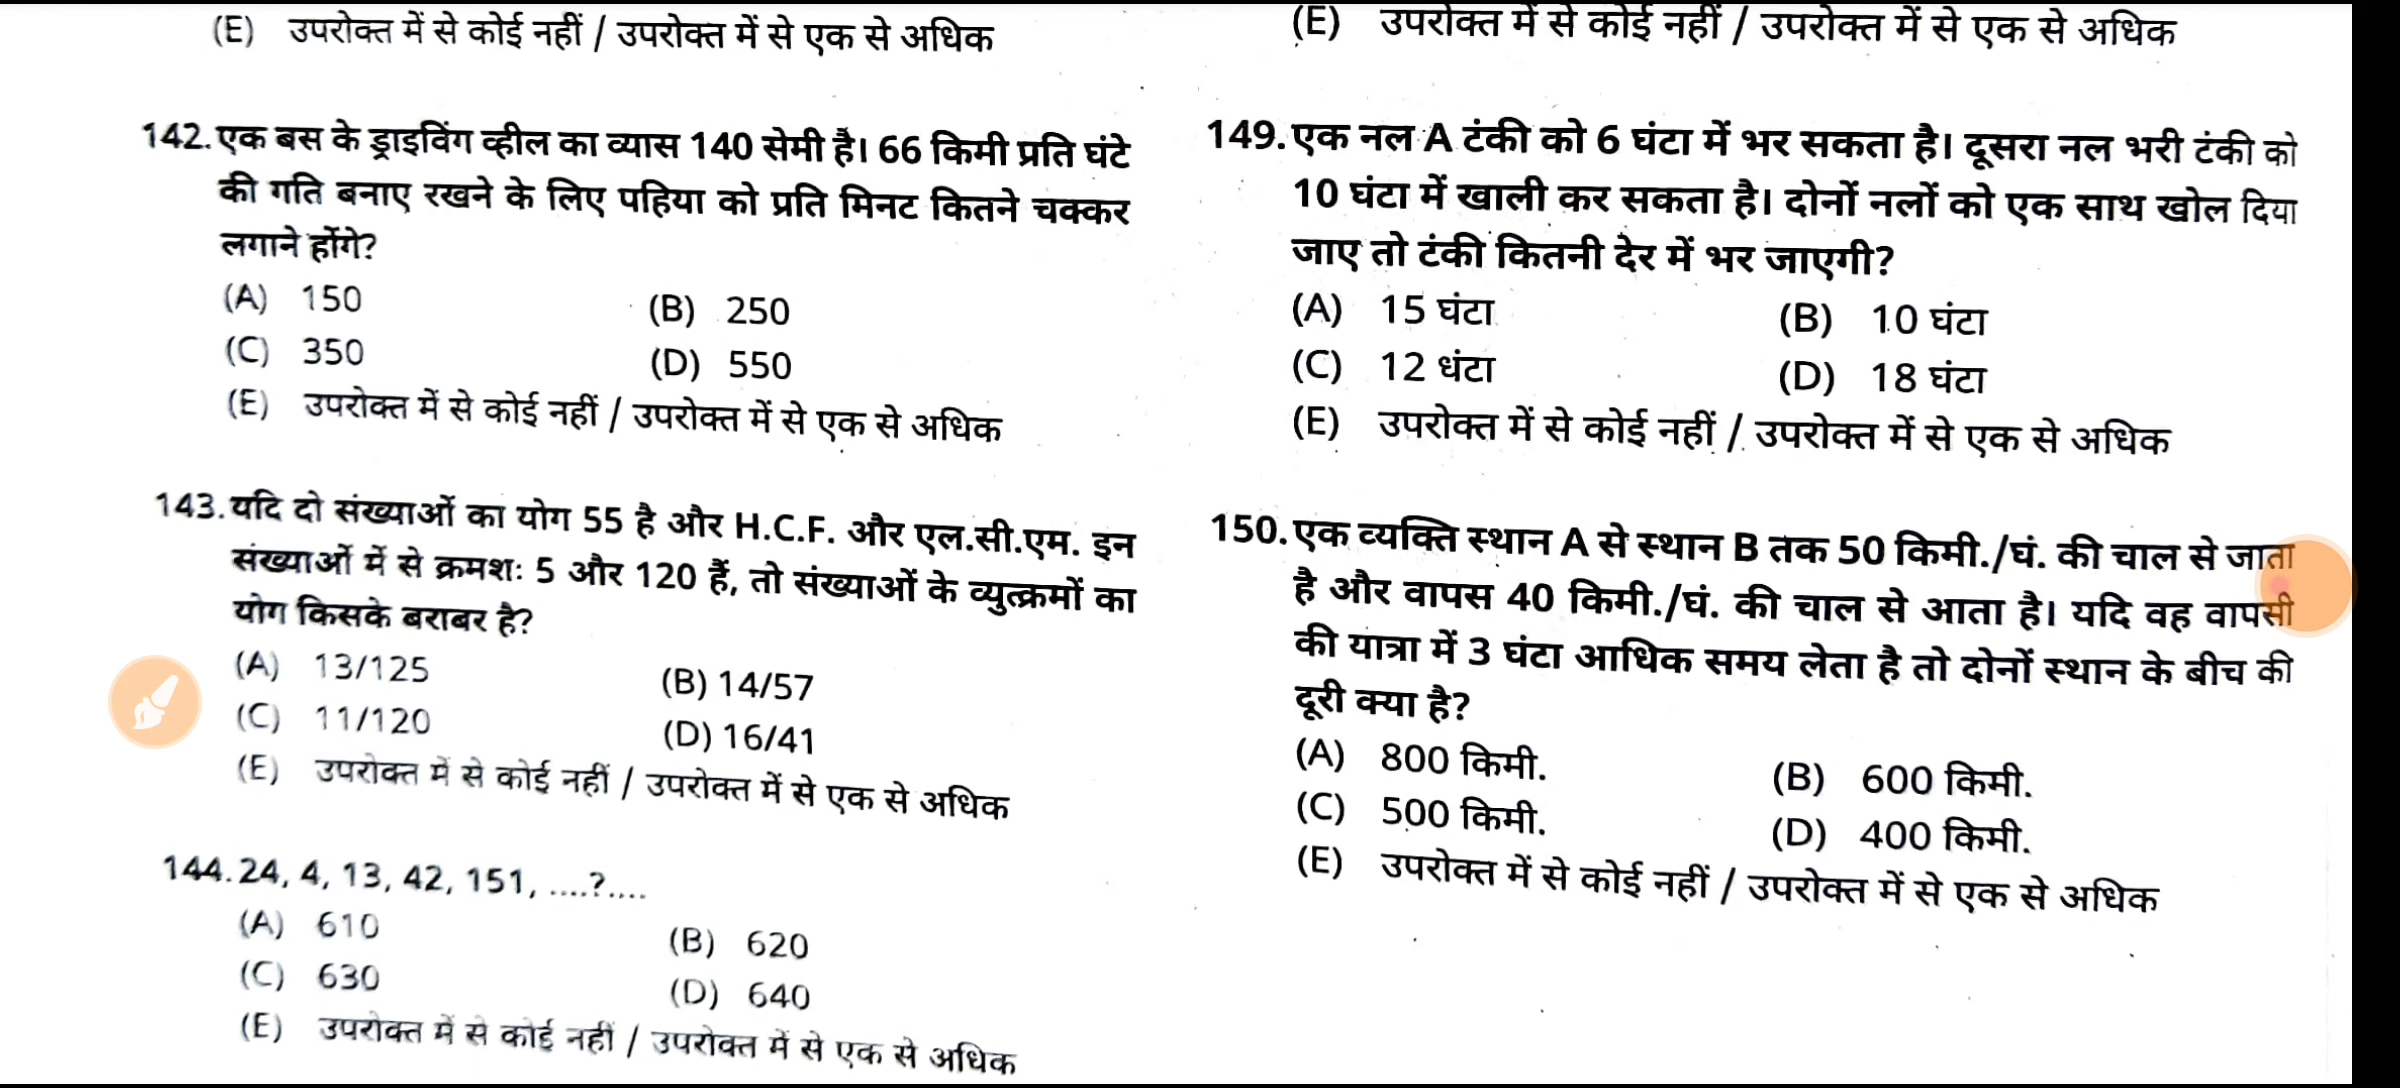 (E) उपरोक्त में से कोई नहीं / उपरोक्त में से एक से अधिक
142. एक बस के ड्राइविंग व्हील का व्यास 140 सेमी है। 66 किमी प्रति घंटे
की गति बनाए रखने के लिए पहिया को प्रति मिनट कितने चक्कर
लगाने होंगे?
(A) 150 (B) 250
(C) 350 (D) 550
(E) उपरोक्त में से कोई नहीं / उपरोक्त में से एक से अधिक
143. यदि दो संख्याओं का योग 55 है और H.C.F. और एल.सी.एम. इन
संख्याओं में से क्रमशः 5 और 120 हैं, तो संख्याओं के व्युत्क्रमों का
योग किसके बराबर है?
(A) 13/125 (B) 14/57
(C) 11/120 (D) 16/41
(E) उपरोक्त में से कोई नहीं / उपरोक्त में से एक से अधिक
144. 24, 4, 13, 42, 151, ....?....
(A) 610 (B) 620
(C) 630 (D) 640
(E) उपरोक्त में से कोई नहीं / उपरोक्त में से एक से अधिक
(E) उपरोक्त में से कोई नहीं / उपरोक्त में से एक से अधिक
149. एक नल A टंकी को 6 घंटा में भर सकता है। दूसरा नल भरी टंकी को
10 घंटा में खाली कर सकता है। दोनों नलों को एक साथ खोल दिया
जाए तो टंकी कितनी देर में भर जाएगी?
(A) 15 घंटा (B) 10 घंटा
(C) 12 धंटा (D) 18 घंटा
(E) उपरोक्त में से कोई नहीं / उपरोक्त में से एक से अधिक
150. एक व्यक्ति स्थान A से स्थान B तक 50 किमी./घं. की चाल से जाता
है और वापस 40 किमी./घं. की चाल से आता है। यदि वह वापसी
की यात्रा में 3 घंटा आधिक समय लेता है तो दोनों स्थान के बीच की
दूरी क्या है?
(A) 800 किमी. (B) 600 किमी.
(C) 500 किमी. (D) 400 किमी.
(E) उपरोक्त में से कोई नहीं / उपरोक्त में से एक से अधिक